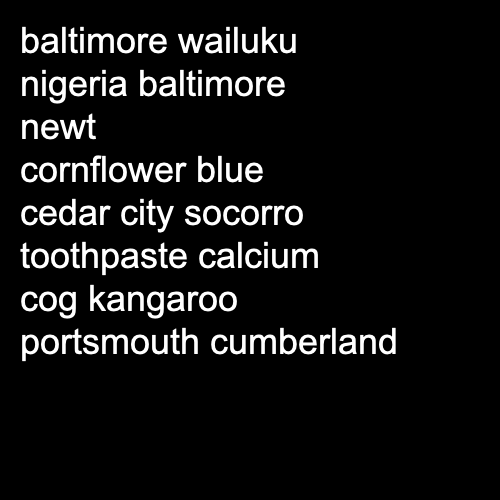 baltimore wailuku
nigeria baltimore
newt
cornflower blue
cedar city socorro
toothpaste calcium
cog kangaroo
portsmouth cumberland